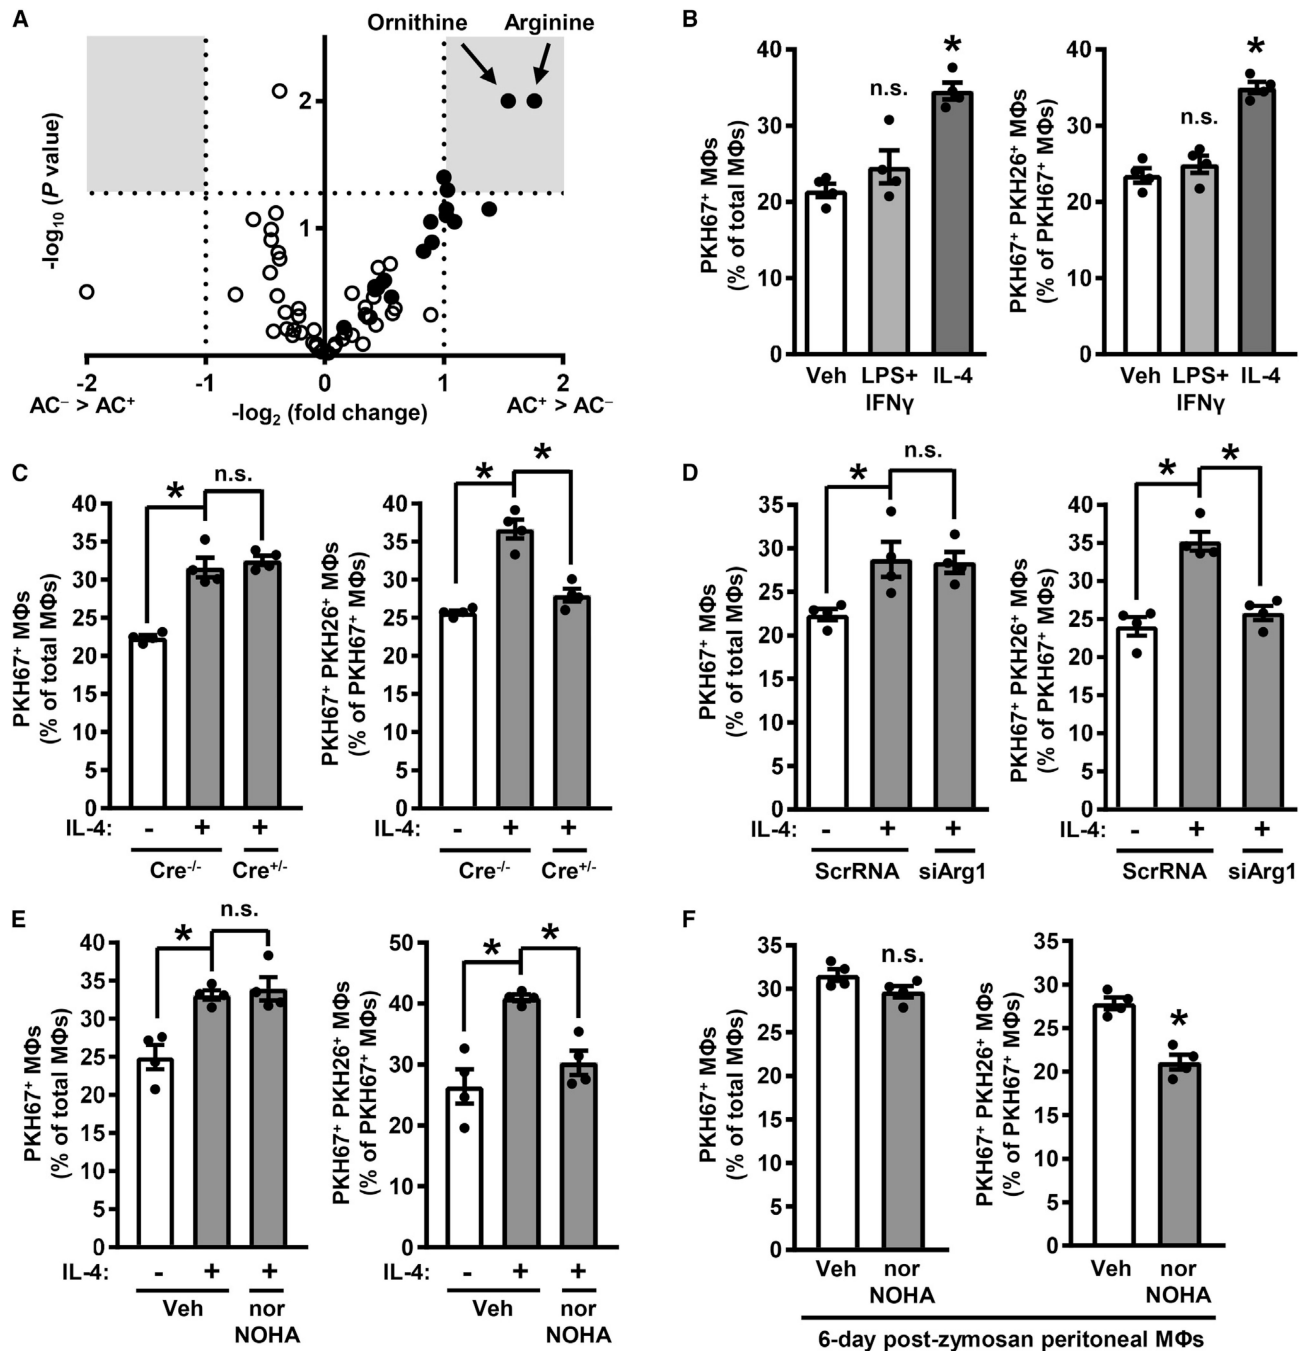 A
Ornithine Arginine
-log10 (P value)
2
1
-2 -1 0 1 2
AC− > AC+ -log2 (fold change) AC+ > AC−
B
PKH67+ MΦs
(% of total MΦs)
40
30
20
10
0
n.s.
*
Veh LPS+ IL-4
IFNγ
PKH67+ PKH26+ MΦs
(% of PKH67+ MΦs)
40
30
20
10
0
n.s.
*
Veh LPS+ IL-4
IFNγ
C
PKH67+ MΦs
(% of total MΦs)
40
35
30
25
20
15
10
5
0
*
n.s.
IL-4: - + +
Cre-/- Cre+/-
PKH67+ PKH26+ MΦs
(% of PKH67+ MΦs)
40
35
30
25
20
15
10
5
0
* *
IL-4: - + +
Cre-/- Cre+/-
D
PKH67+ MΦs
(% of total MΦs)
35
30
25
20
15
10
5
0
*
n.s.
IL-4: - + +
ScrRNA siArg1
PKH67+ PKH26+ MΦs
(% of PKH67+ MΦs)
40
35
30
25
20
15
10
5
0
* *
IL-4: - + +
ScrRNA siArg1
E
PKH67+ MΦs
(% of total MΦs)
40
35
30
25
20
15
10
5
0
*
n.s.
IL-4: - + +
Veh nor
NOHA
PKH67+ PKH26+ MΦs
(% of PKH67+ MΦs)
50
40
30
20
10
0
* *
IL-4: - + +
Veh nor
NOHA
F
PKH67+ MΦs
(% of total MΦs)
35
30
25
20
15
10
5
0
n.s.
Veh nor
NOHA
PKH67+ PKH26+ MΦs
(% of PKH67+ MΦs)
35
30
25
20
15
10
5
0
*
Veh nor
NOHA
6-day post-zymosan peritoneal MΦs